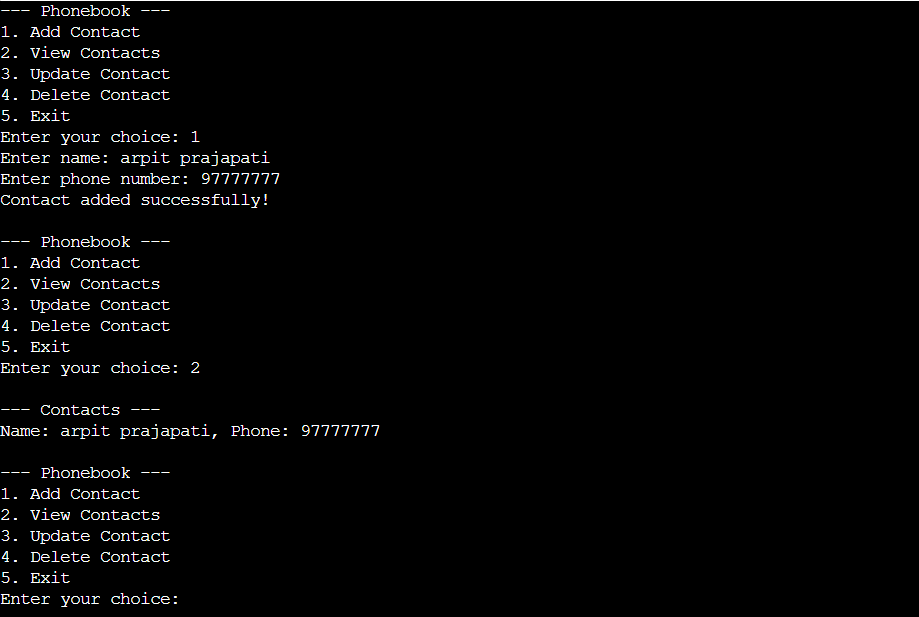 --- Phonebook ---
1. Add Contact
2. View Contacts
3. Update Contact
4. Delete Contact
5. Exit
Enter your choice: 1
Enter name: arpit prajapati
Enter phone number: 97777777
Contact added successfully!
--- Phonebook ---
1. Add Contact
2. View Contacts
3. Update Contact
4. Delete Contact
5. Exit
Enter your choice: 2
--- Contacts ---
Name: arpit prajapati, Phone: 97777777
--- Phonebook ---
1. Add Contact
2. View Contacts
3. Update Contact
4. Delete Contact
5. Exit
Enter your choice: